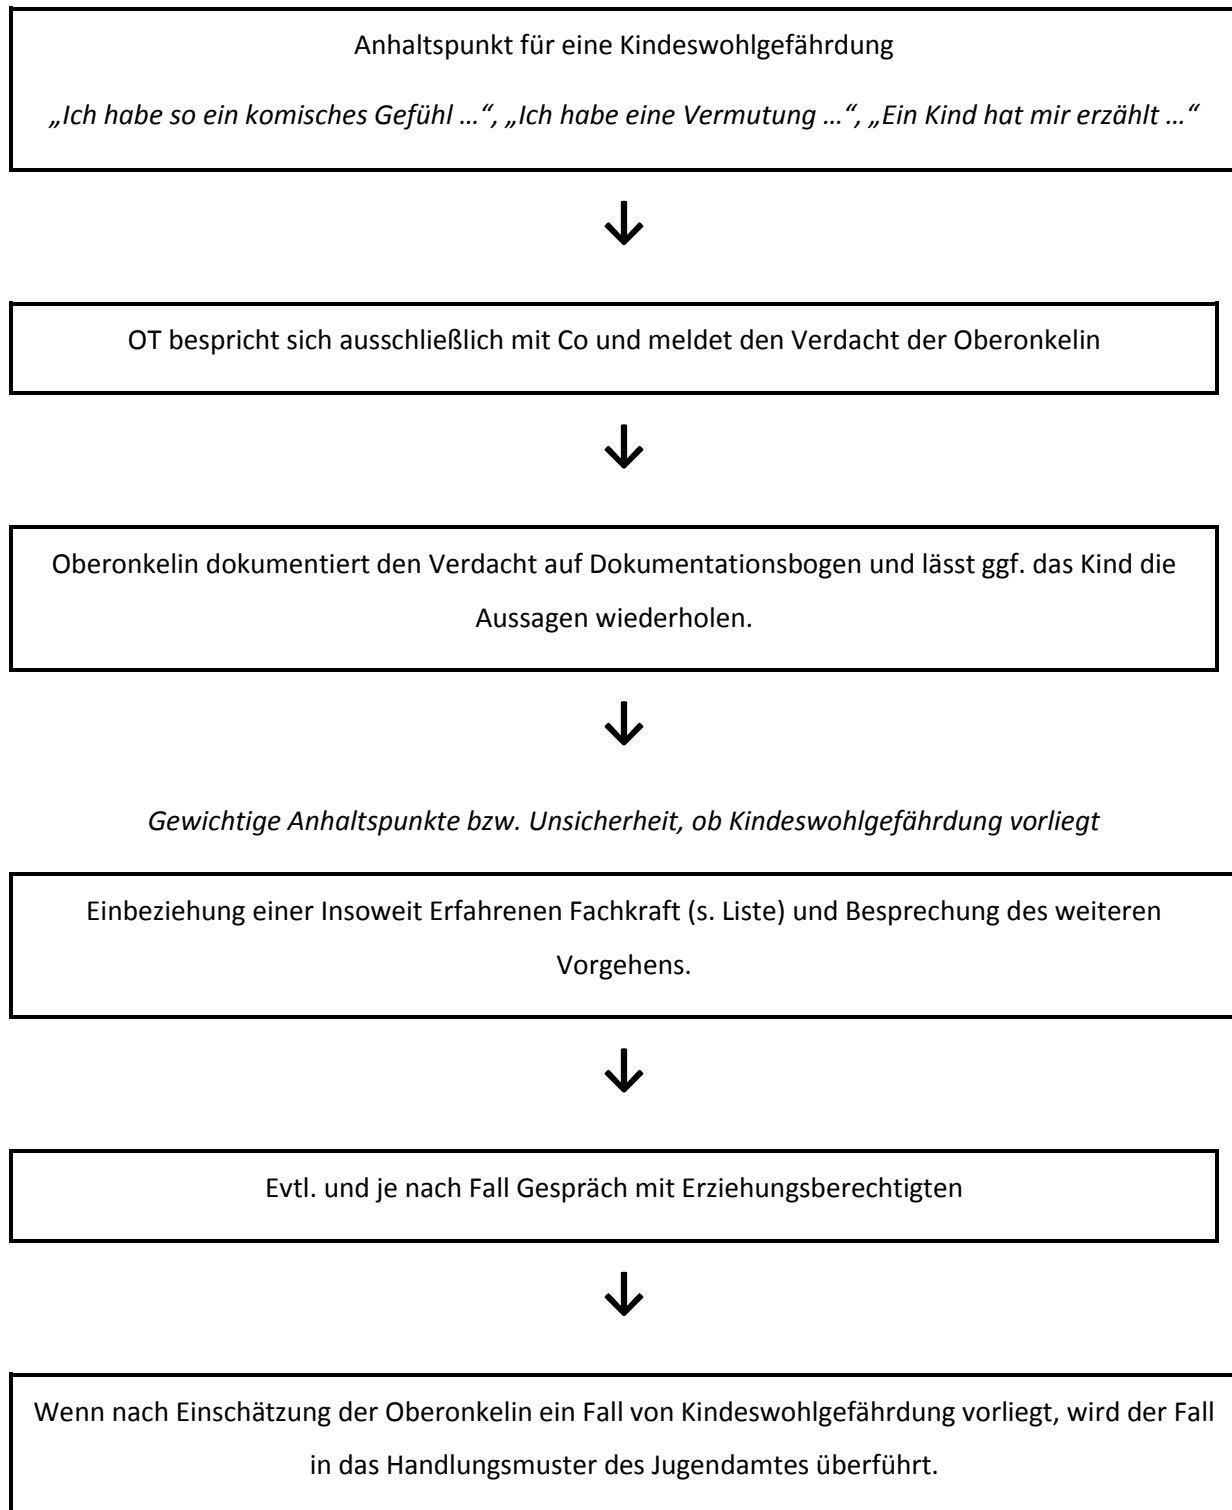 Anhaltspunkt für eine Kindeswohlgefährdung
„Ich habe so ein komisches Gefühl …“, „Ich habe eine Vermutung …“, „Ein Kind hat mir erzählt …“
OT bespricht sich ausschließlich mit Co und meldet den Verdacht der Oberonkelin
Oberonkelin dokumentiert den Verdacht auf Dokumentationsbogen und lässt ggf. das Kind die
Aussagen wiederholen.
Gewichtige Anhaltspunkte bzw. Unsicherheit, ob Kindeswohlgefährdung vorliegt
Einbeziehung einer Insoweit Erfahrenen Fachkraft (s. Liste) und Besprechung des weiteren
Vorgehens.
Evtl. und je nach Fall Gespräch mit Erziehungsberechtigten
Wenn nach Einschätzung der Oberonkelin ein Fall von Kindeswohlgefährdung vorliegt, wird der Fall
in das Handlungsmuster des Jugendamtes überführt.